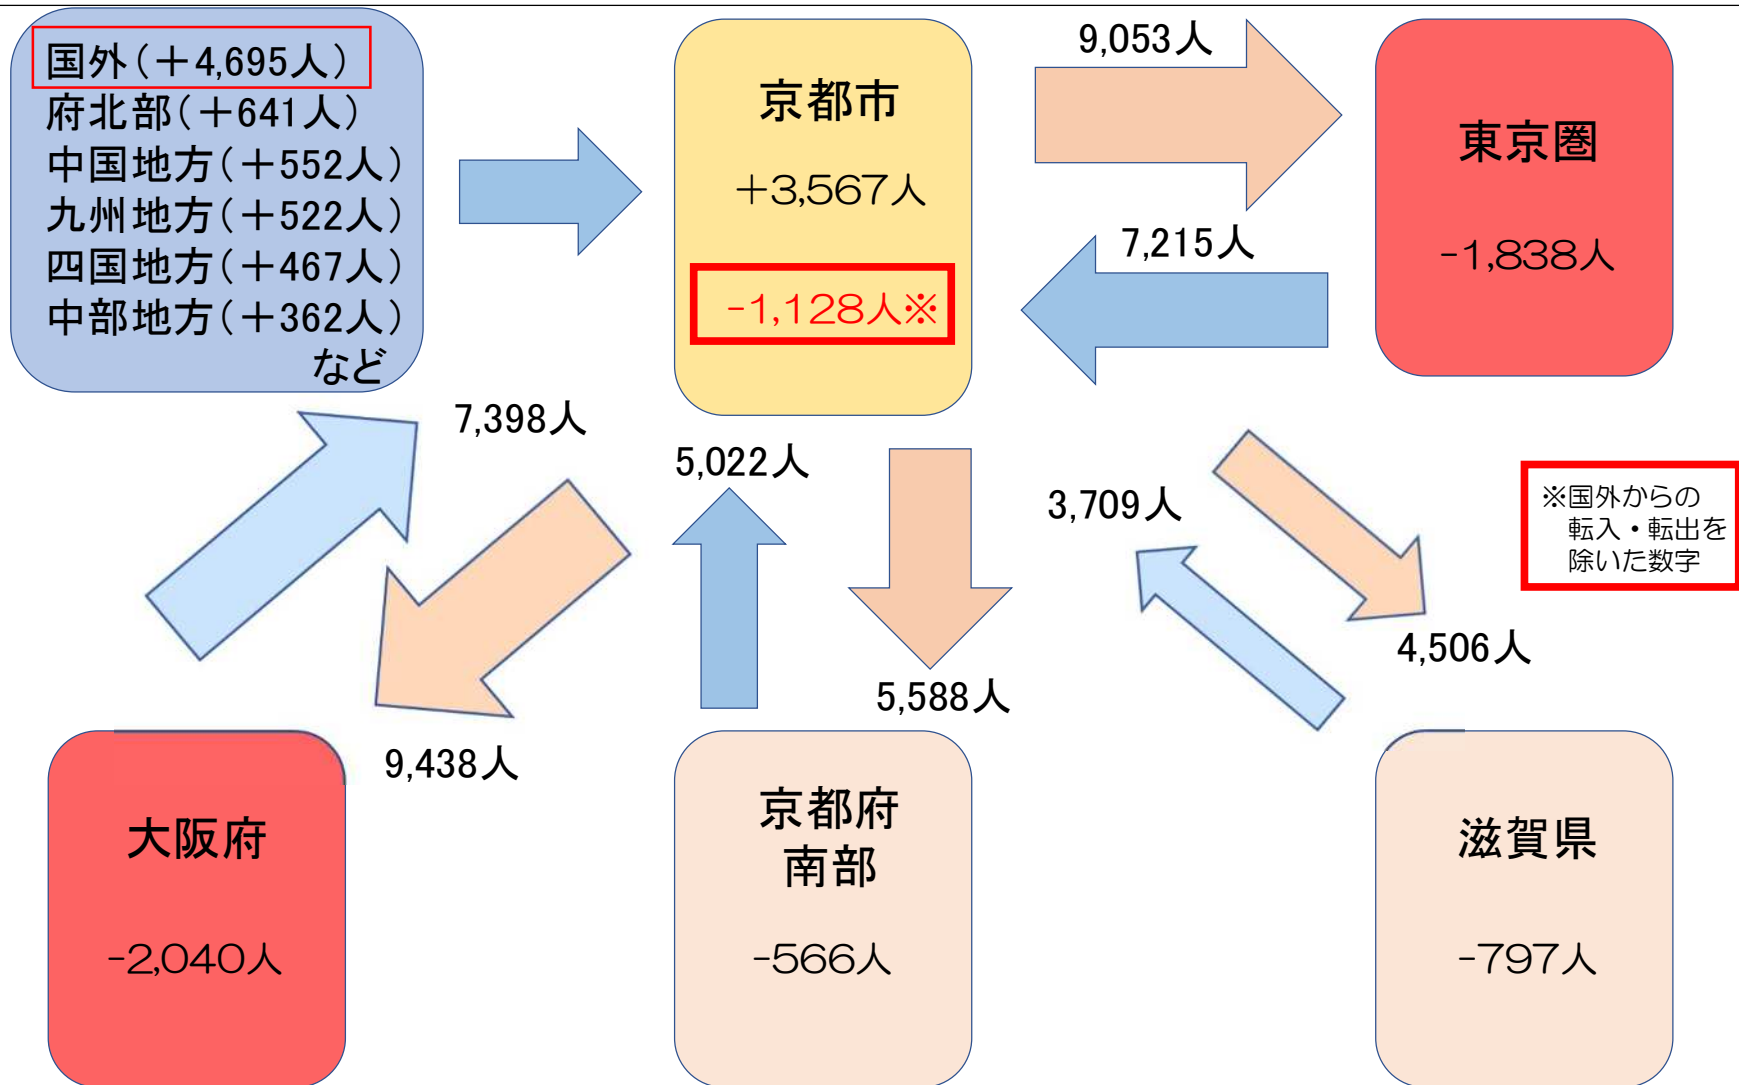 国外(＋4,695人)
府北部(＋641人)
中国地方(＋552人)
九州地方(＋522人)
四国地方(＋467人)
中部地方(＋362人)
など
京都市
＋3,567人
-1,128人※
9,053人
7,215人
東京圏
-1,838人
7,398人
9,438人
5,022人
5,588人
3,709人
4,506人
※国外からの
転入・転出を
除いた数字
大阪府
-2,040人
京都府
南部
-566人
滋賀県
-797人